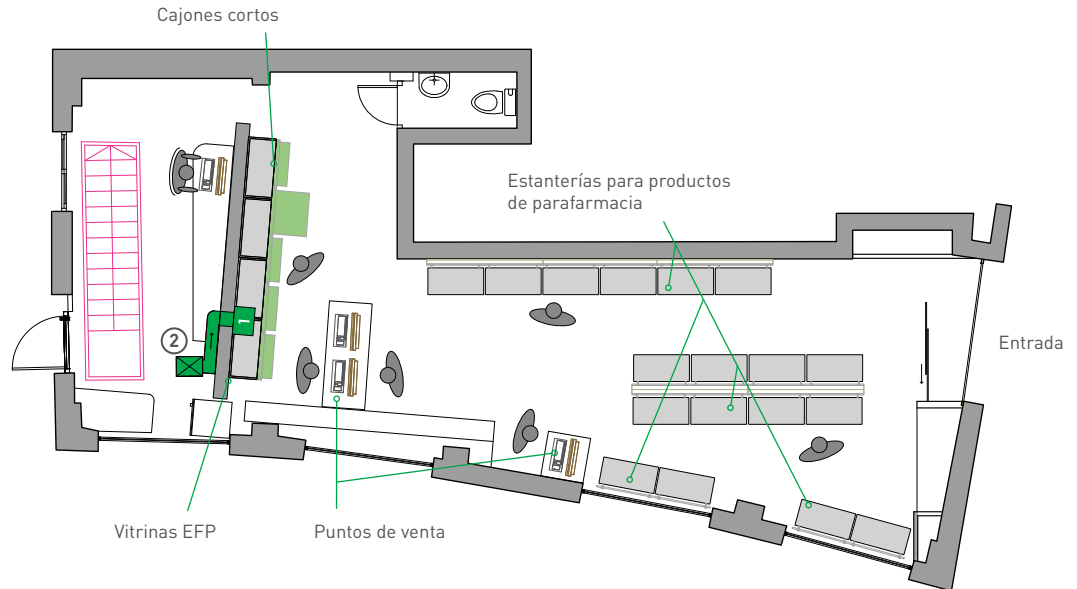 Cajones cortos
Estanterías para productos
de parafarmacia
1
2
Entrada
Vitrinas EFP
Puntos de venta